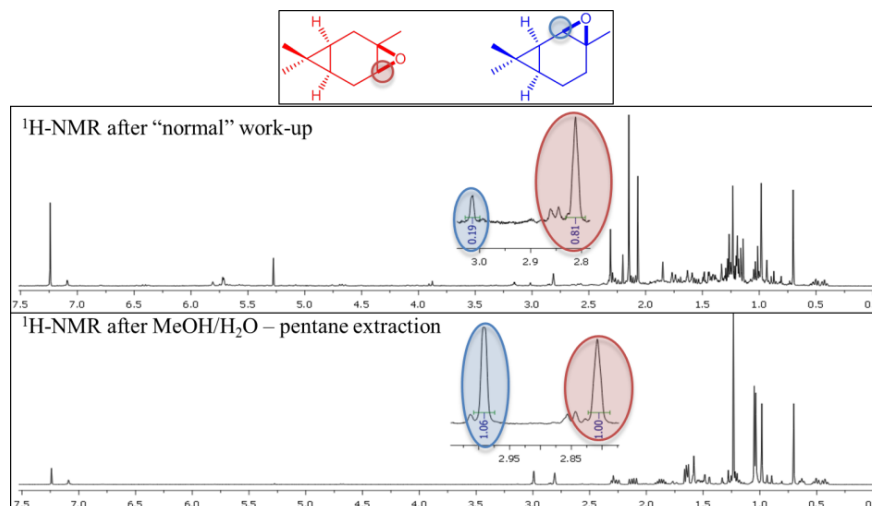 H
O
H
H
O
H
¹H-NMR after “normal” work-up
0.19
0.81
3.0 2.9 2.8
7.5 7.0 6.5 6.0 5.5 5.0 4.5 4.0 3.5 3.0 2.5 2.0 1.5 1.0 0.5 0.
¹H-NMR after MeOH/H₂O – pentane extraction
1.06
1.00
2.95 2.85
7.5 7.0 6.5 6.0 5.5 5.0 4.5 4.0 3.5 3.0 2.5 2.0 1.5 1.0 0.5 0.